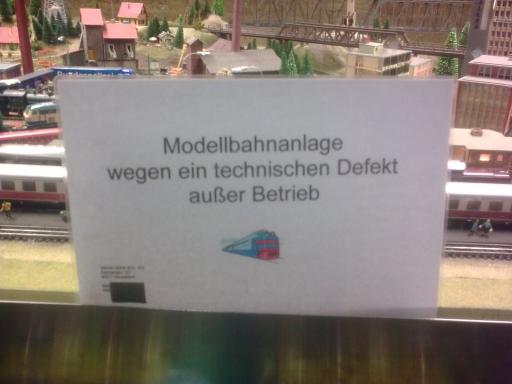 Modellbahnanlage
wegen ein technischen Defekt
außer Betrieb